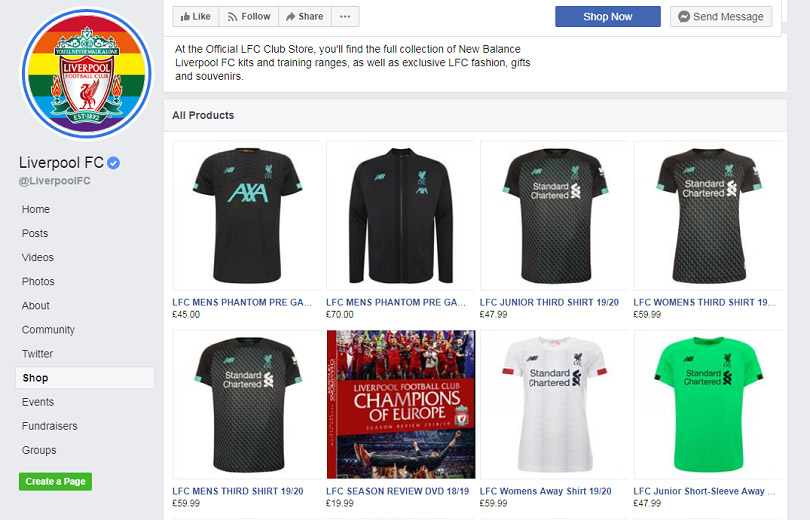 Like
Follow
Share
Shop Now
Send Message
At the Official LFC Club Store, you'll find the full collection of New Balance
Liverpool FC kits and training ranges, as well as exclusive LFC fashion, gifts
and souvenirs.
YOU'LL NEVER WALK ALONE
LIVERPOOL
FOOTBALL CLUB
EST·1892
Liverpool FC
@LiverpoolFC
Home
Posts
Videos
Photos
About
Community
Twitter
Shop
Events
Fundraisers
Groups
Create a Page
All Products
AXA
AXA
Standard
Chartered
Standard
Chartered
LFC MENS PHANTOM PRE GA...
£45.00
LFC MENS PHANTOM PRE GA...
£70.00
LFC JUNIOR THIRD SHIRT 19/20
£47.99
LFC WOMENS THIRD SHIRT 19...
£59.99
Standard
Chartered
LIVERPOOL FOOTBALL CLUB
CHAMPIONS
OF EUROPE
SEASON REVIEW 2018/19
Standard
Chartered
Standard
Chartered
LFC MENS THIRD SHIRT 19/20
£59.99
LFC SEASON REVIEW DVD 18/19
£19.99
LFC Womens Away Shirt 19/20
£59.99
LFC Junior Short-Sleeve Away ...
£47.99